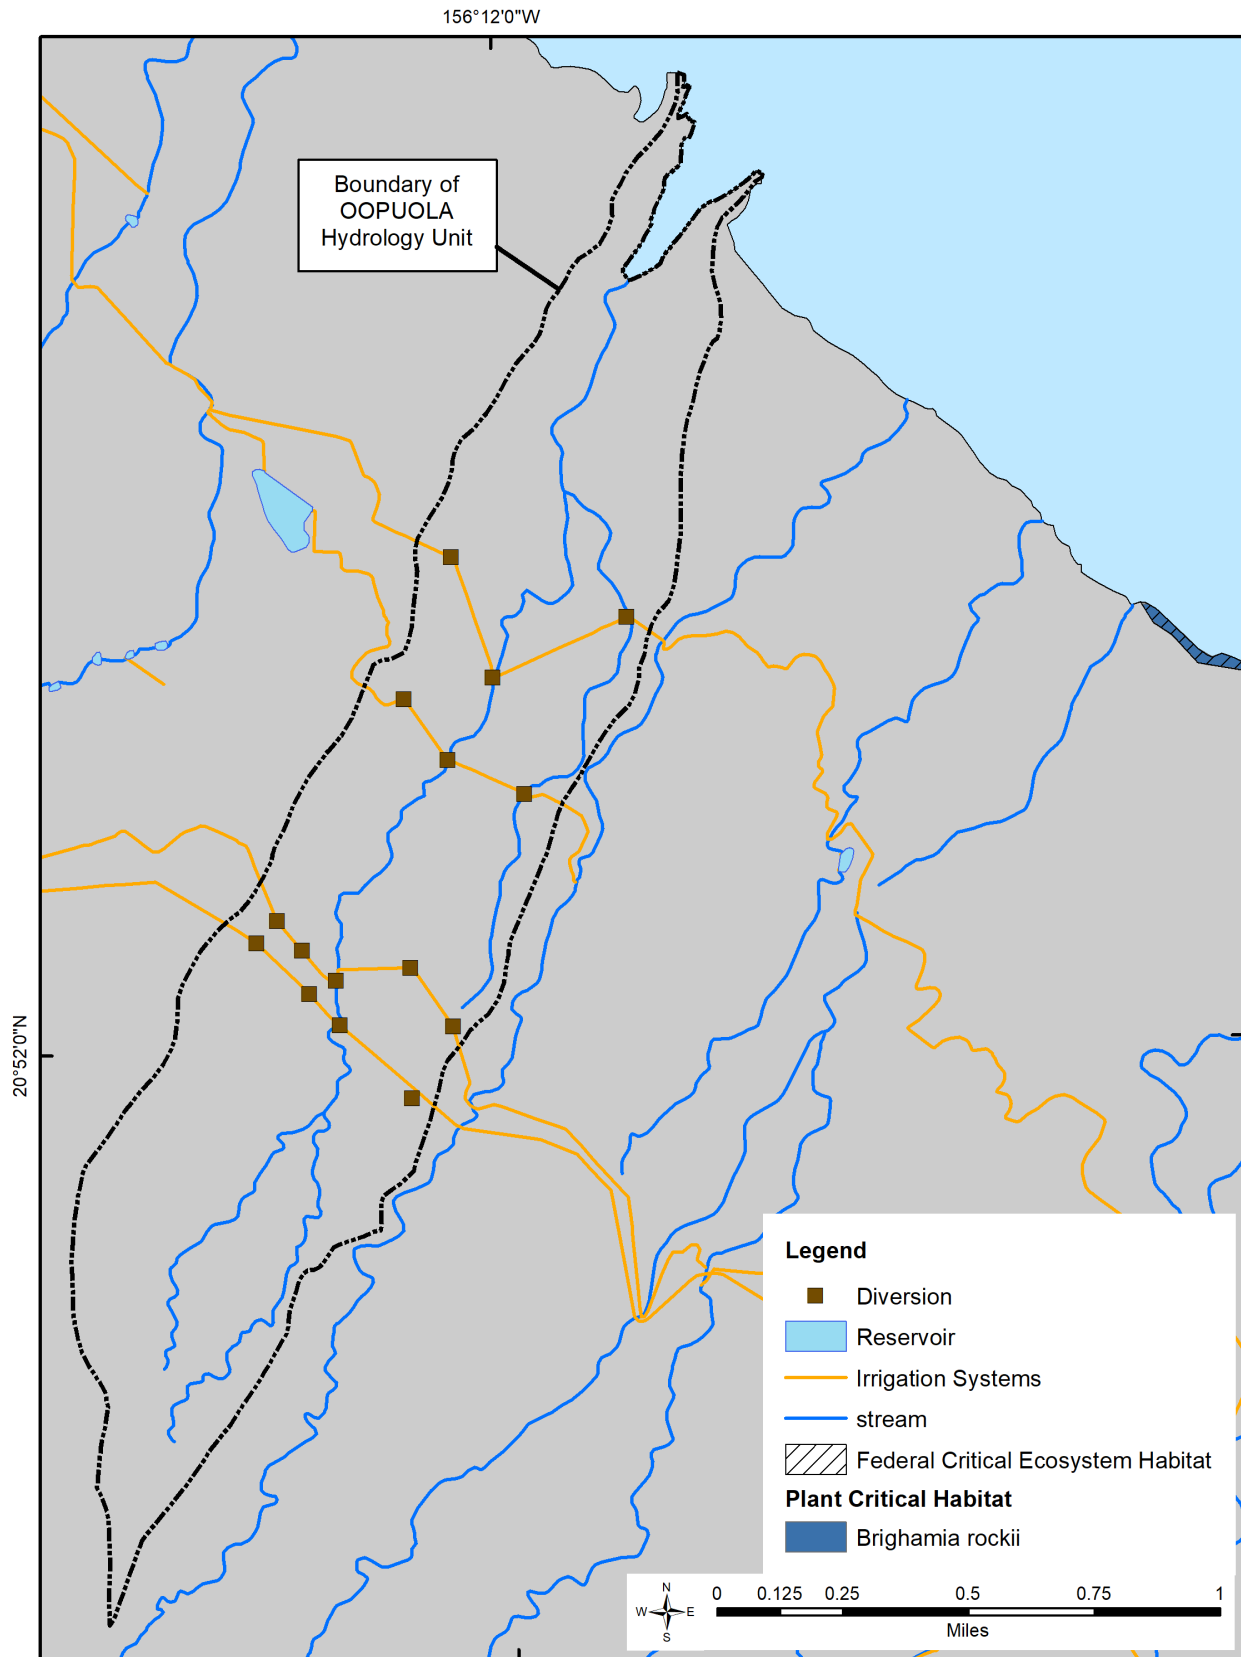 156°12'0"W
Boundary of
OOPUOLA
Hydrology Unit
20°52'0"N
Legend
Diversion
Reservoir
Irrigation Systems
stream
Federal Critical Ecosystem Habitat
Plant Critical Habitat
Brighamia rockii
N
W E
S
0 0.125 0.25 0.5 0.75 1
Miles